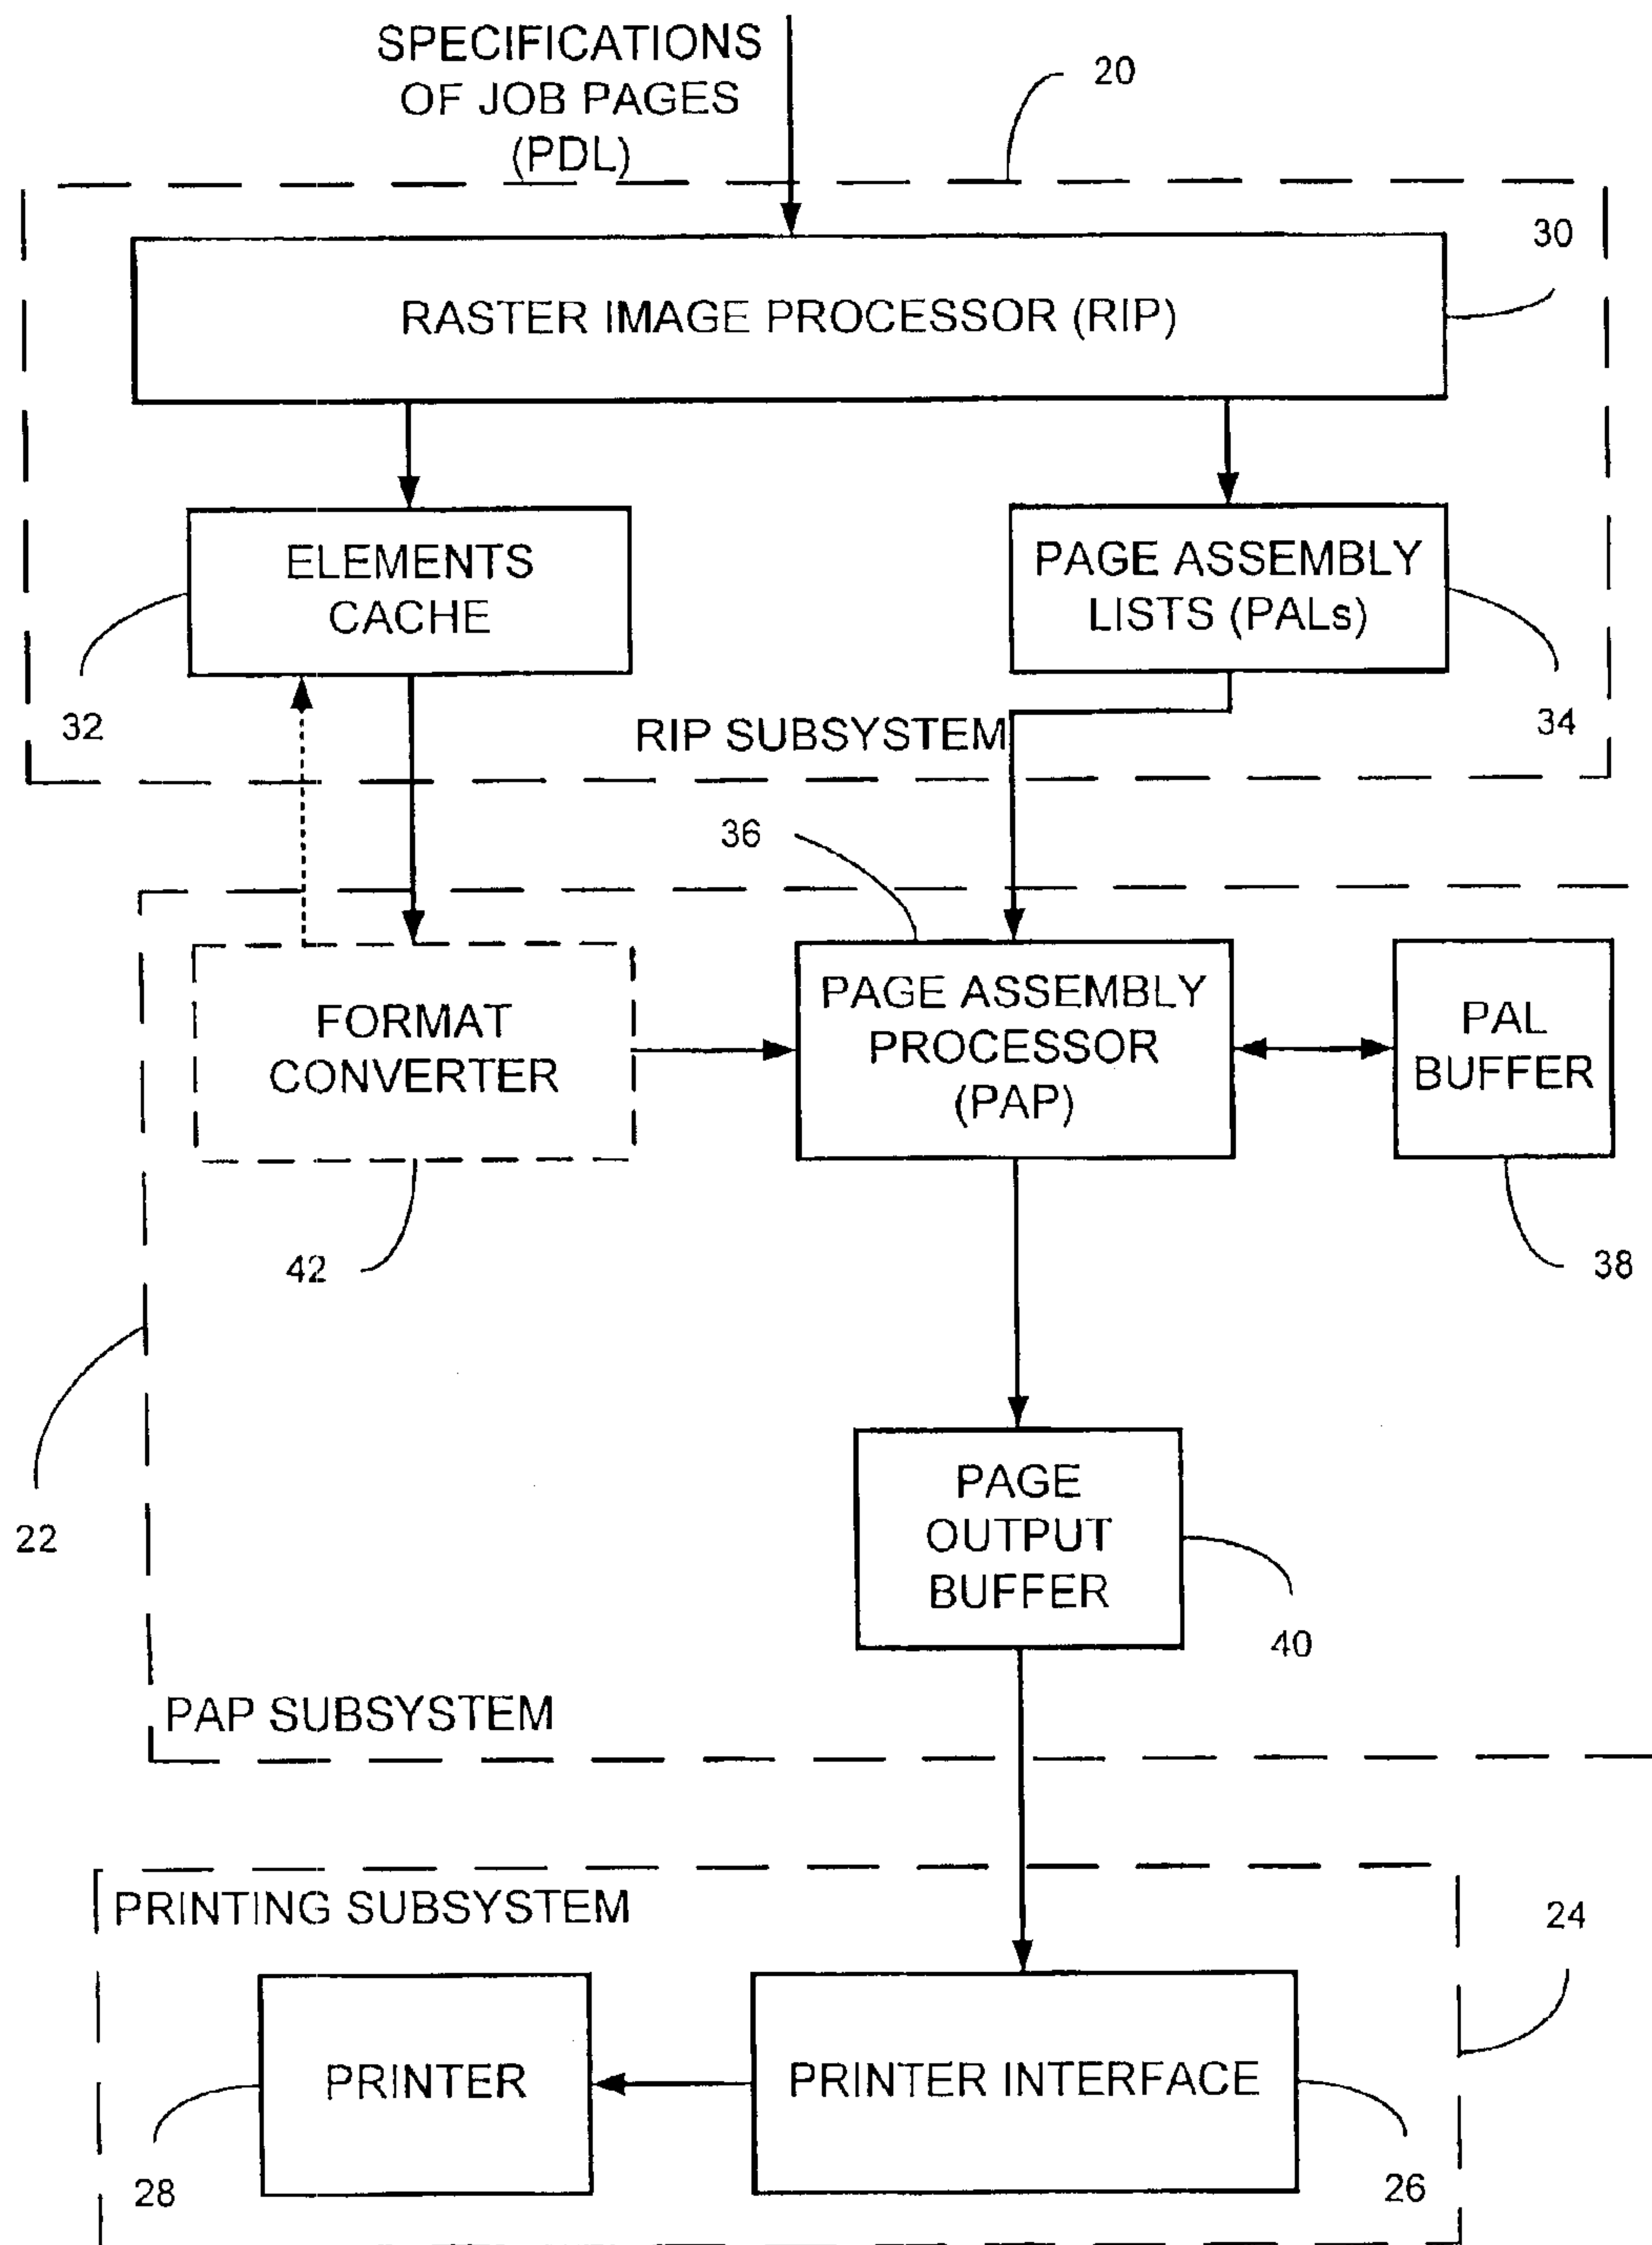 SPECIFICATIONS
OF JOB PAGES
(PDL)
20
30
RASTER IMAGE PROCESSOR (RIP)
ELEMENTS
CACHE
PAGE ASSEMBLY
LISTS (PALs)
32
RIP SUBSYSTEM
34
36
FORMAT
CONVERTER
PAGE ASSEMBLY
PROCESSOR
(PAP)
PAL
BUFFER
42
38
22
PAGE
OUTPUT
BUFFER
40
PAP SUBSYSTEM
PRINTING SUBSYSTEM
24
PRINTER
PRINTER INTERFACE
28
26